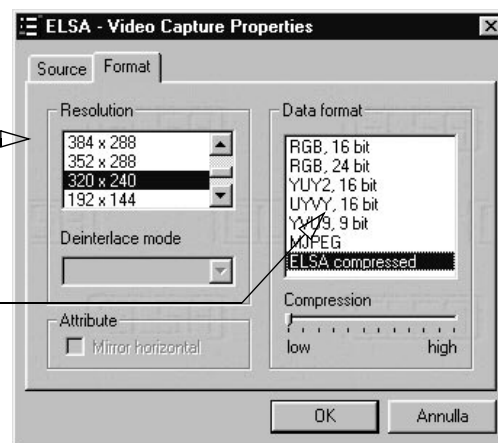 ELSA - Video Capture Properties
Source
Format
Resolution
384 x 288
352 x 288
320 x 240
192 x 144
Deinterlace mode
Attribute
Mirror horizontal
Data format
RGB, 16 bit
RGB, 24 bit
YUY2, 16 bit
UYVY, 16 bit
YVU9, 9 bit
MJPEG
ELSA compressed
Compression
low
high
OK
Annulla